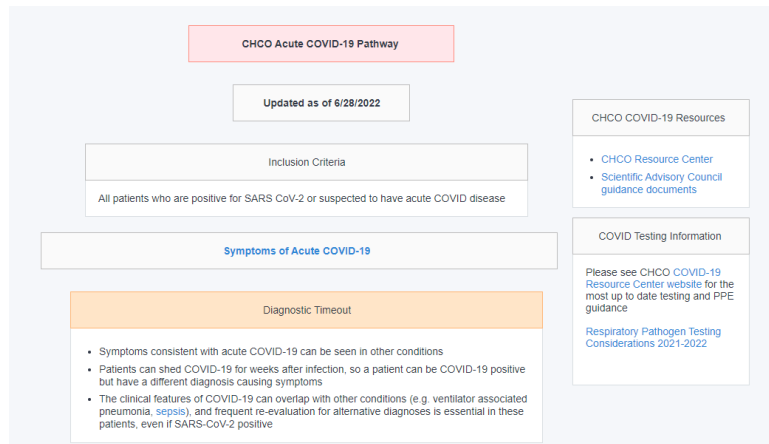 CHCO Acute COVID-19 Pathway
Updated as of 6/28/2022
Inclusion Criteria
All patients who are positive for SARS CoV-2 or suspected to have acute COVID disease
Symptoms of Acute COVID-19
Diagnostic Timeout
• Symptoms consistent with acute COVID-19 can be seen in other conditions
• Patients can shed COVID-19 for weeks after infection, so a patient can be COVID-19 positive
but have a different diagnosis causing symptoms
• The clinical features of COVID-19 can overlap with other conditions (e.g. ventilator associated
pneumonia, sepsis), and frequent re-evaluation for alternative diagnoses is essential in these
patients, even if SARS-CoV-2 positive
CHCO COVID-19 Resources
• CHCO Resource Center
• Scientific Advisory Council
guidance documents
COVID Testing Information
Please see CHCO COVID-19
Resource Center website for the
most up to date testing and PPE
guidance
Respiratory Pathogen Testing
Considerations 2021-2022